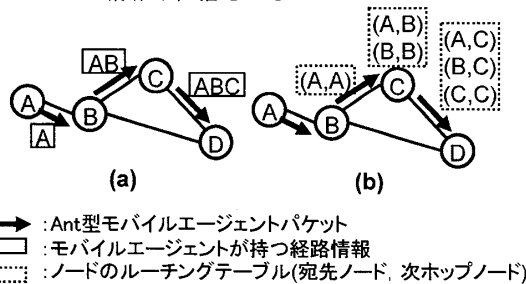 AB
C
ABC
A
B
A
D
(a)
(A,B)
(B,B)
(A,C)
(B,C)
(C,C)
(A,A)
C
A
B
D
(b)
:Ant型モバイルエージェントパケット
:モバイルエージェントが持つ経路情報
:ノードのルーチングテーブル(宛先ノード, 次ホップノード)